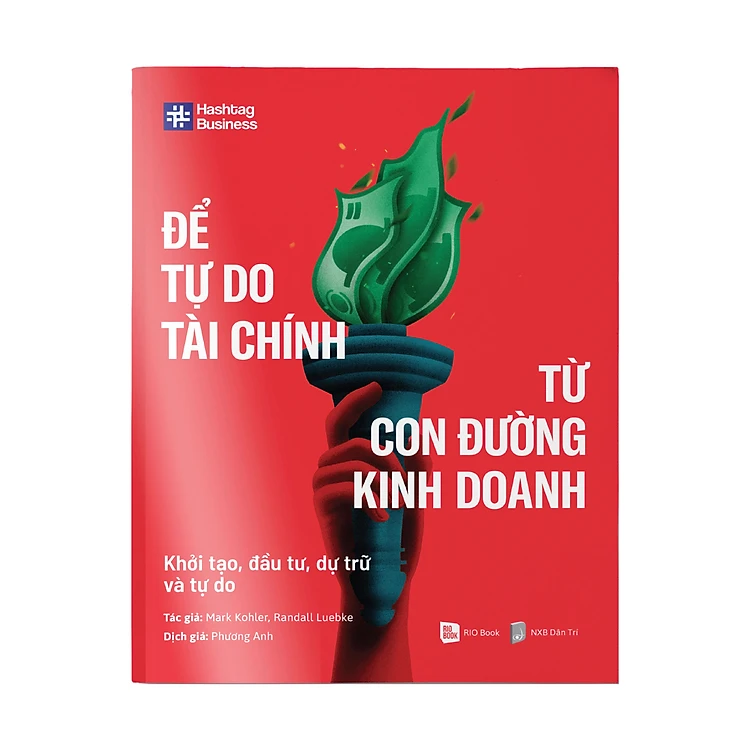 Hashtag
Business
ĐỂ
TỰ DO
TÀI CHÍNH
TỪ
CON ĐƯỜNG
KINH DOANH
Khởi tạo, đầu tư, dự trữ
và tự do
Tác giả: Mark Kohler, Randall Luebke
Dịch giả: Phương Anh
RIO
BOOK
RIO Book
NXB Dân Trí